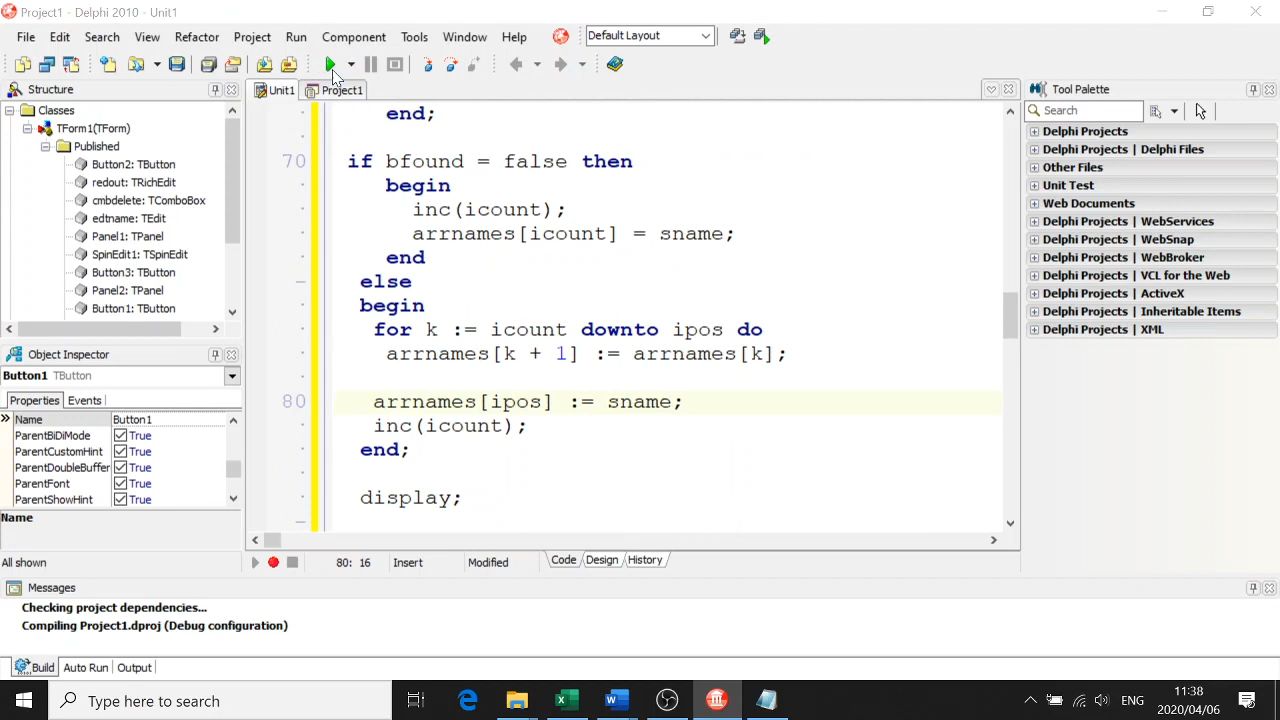 Project1 - Delphi 2010 - Unit1
File Edit Search View Refactor Project Run Component Tools Window Help Default Layout
Structure
Classes
TForm1(TForm)
Published
Button2: TButton
redout: TRichEdit
cmbdelete: TComboBox
edtname: TEdit
Panel1: TPanel
SpinEdit1: TSpinEdit
Button3: TButton
Panel2: TPanel
Button1: TButton
Object Inspector
Button1 TButton
Properties Events
Name Button1
ParentBiDiMode True
ParentCustomHint True
ParentDoubleBuffer True
ParentFont True
ParentShowHint True
Name
All shown
Unit1 Project1
end;
70 if bfound = false then
begin
inc(icount);
arrnames[icount] = sname;
end
else
begin
for k := icount downto ipos do
arrnames[k + 1] := arrnames[k];
80 arrnames[ipos] := sname;
inc(icount);
end;
display;
80: 16 Insert Modified Code Design History
Tool Palette
Search
Delphi Projects
Delphi Projects | Delphi Files
Other Files
Unit Test
Web Documents
Delphi Projects | WebServices
Delphi Projects | WebSnap
Delphi Projects | WebBroker
Delphi Projects | VCL for the Web
Delphi Projects | ActiveX
Delphi Projects | Inheritable Items
Delphi Projects | XML
Messages
Checking project dependencies...
Compiling Project1.dproj (Debug configuration)
Build Auto Run Output
Type here to search
ENG
11:38
2020/04/06